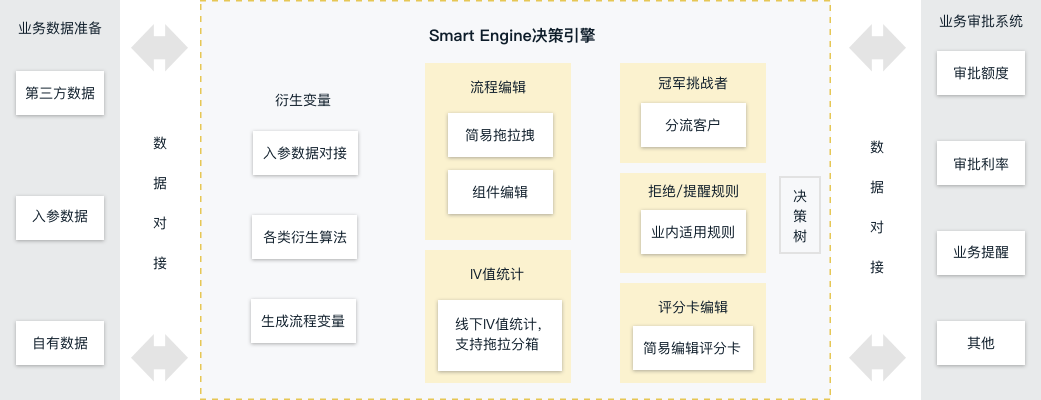 业务数据准备
第三方数据
入参数据
自有数据
数
据
对
接
Smart Engine决策引擎
衍生变量
入参数据对接
各类衍生算法
生成流程变量
流程编辑
简易拖拉拽
组件编辑
IV值统计
线下IV值统计，
支持拖拉分箱
冠军挑战者
分流客户
拒绝/提醒规则
业内适用规则
评分卡编辑
简易编辑评分卡
决
策
树
数
据
对
接
业务审批系统
审批额度
审批利率
业务提醒
其他